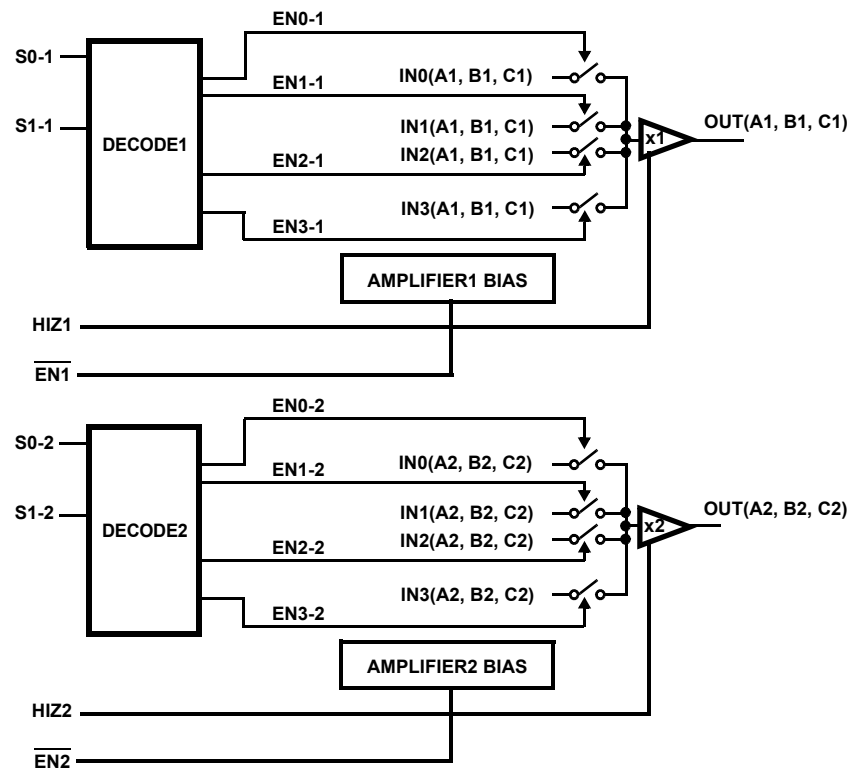 EN0-1
S0-1
IN0(A1, B1, C1)
EN1-1
S1-1
IN1(A1, B1, C1)
OUT(A1, B1, C1)
x1
DECODE1
EN2-1
IN2(A1, B1, C1)
IN3(A1, B1, C1)
EN3-1
AMPLIFIER1 BIAS
HIZ1
EN1
EN0-2
S0-2
IN0(A2, B2, C2)
EN1-2
S1-2
IN1(A2, B2, C2)
OUT(A2, B2, C2)
x2
DECODE2
EN2-2
IN2(A2, B2, C2)
IN3(A2, B2, C2)
EN3-2
AMPLIFIER2 BIAS
HIZ2
EN2